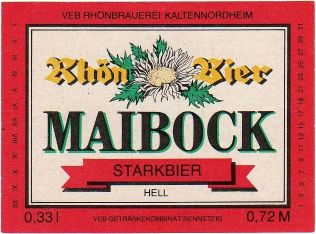 VEB RHÖNBRAUEREI KALTENNORDHEIM
Rhön Bier
MAIBOCK
STARKBIER
HELL
0,33 l
VEB GETRÄNKEKOMBINAT RENNSTEIG
0,72 M